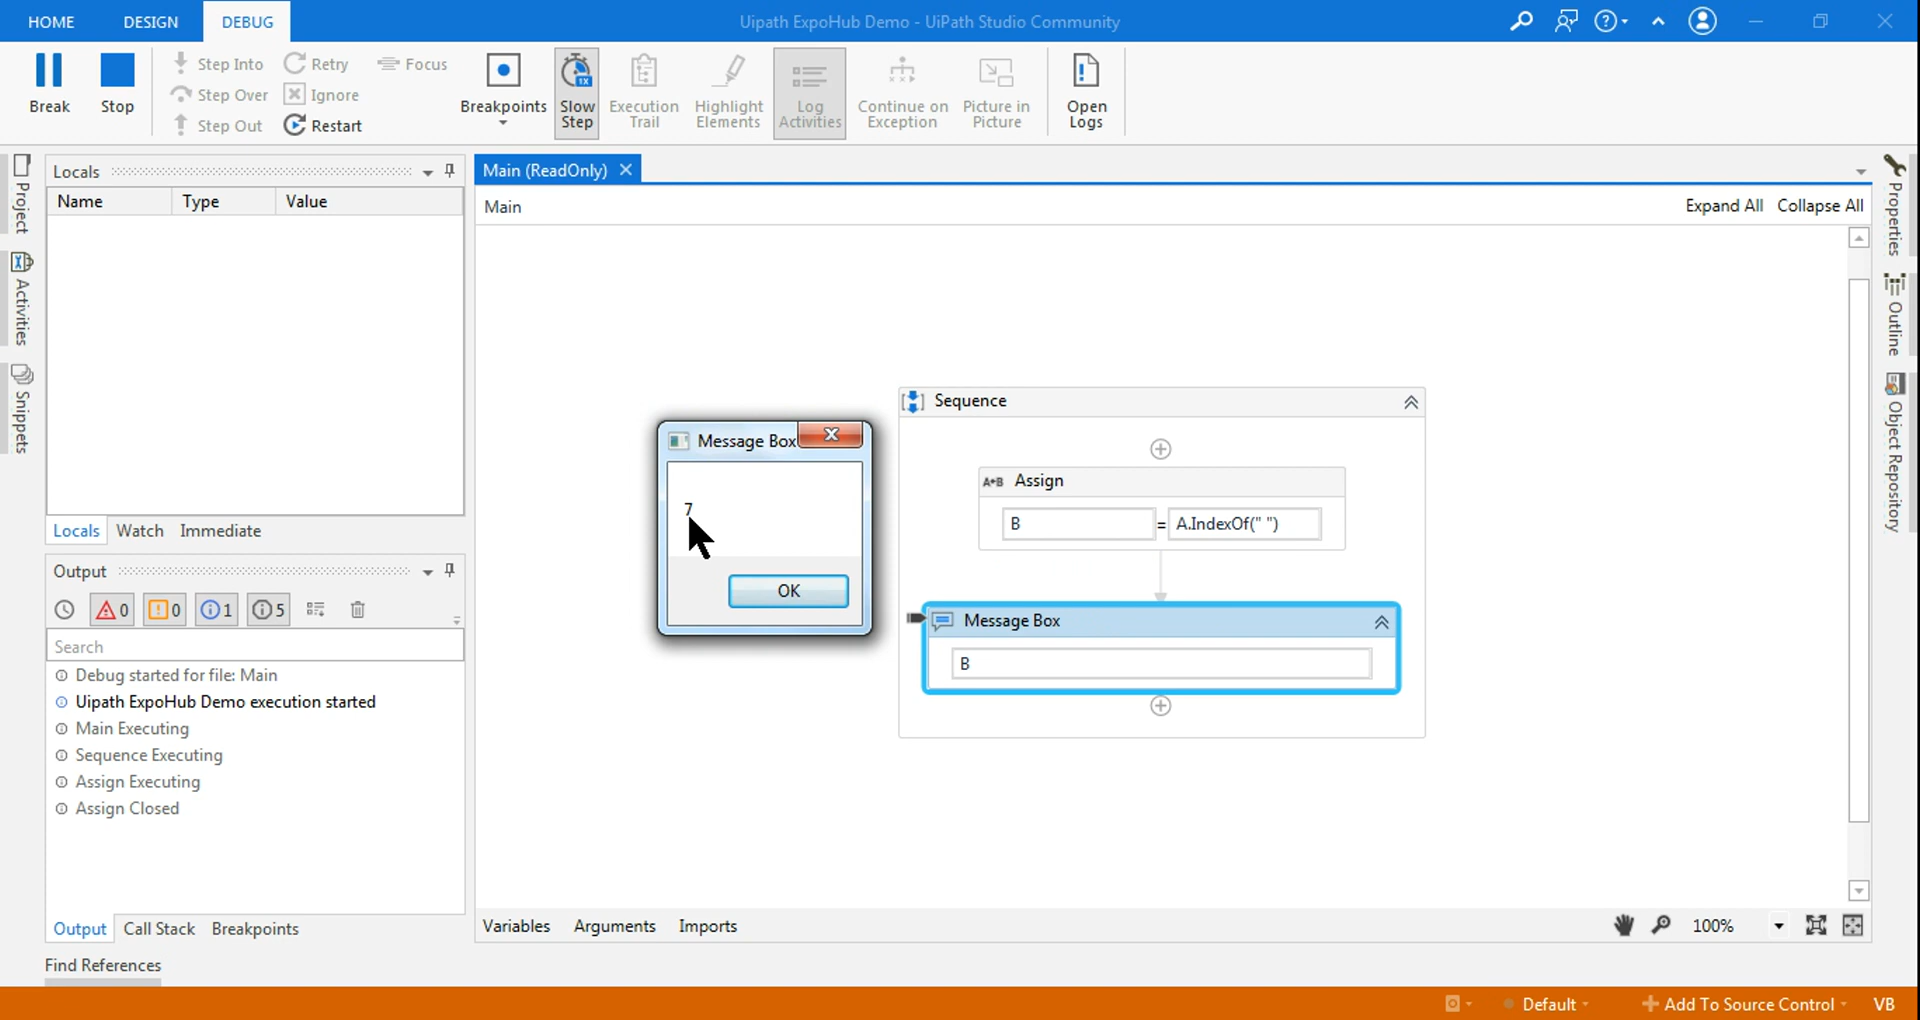 HOME DESIGN DEBUG Uipath ExpoHub Demo - UiPath Studio Community
Break
Stop
Step Into
Step Over
Step Out
Retry
Ignore
Restart
Focus
Breakpoints
Slow
Step
1X
Execution
Trail
Highlight
Elements
Log
Activities
Continue on
Exception
Picture in
Picture
Open
Logs
Project
Activities
Snippets
Locals
Name Type Value
Locals Watch Immediate
Output
0 0 1 5
Search
Debug started for file: Main
Uipath ExpoHub Demo execution started
Main Executing
Sequence Executing
Assign Executing
Assign Closed
Output Call Stack Breakpoints
Find References
Main (ReadOnly)
Main
Expand All Collapse All
Message Box
7
OK
Sequence
A+B Assign
B = A.IndexOf(" ")
Message Box
B
Variables Arguments Imports
100%
Properties
Outline
Object Repository
Default Add To Source Control VB